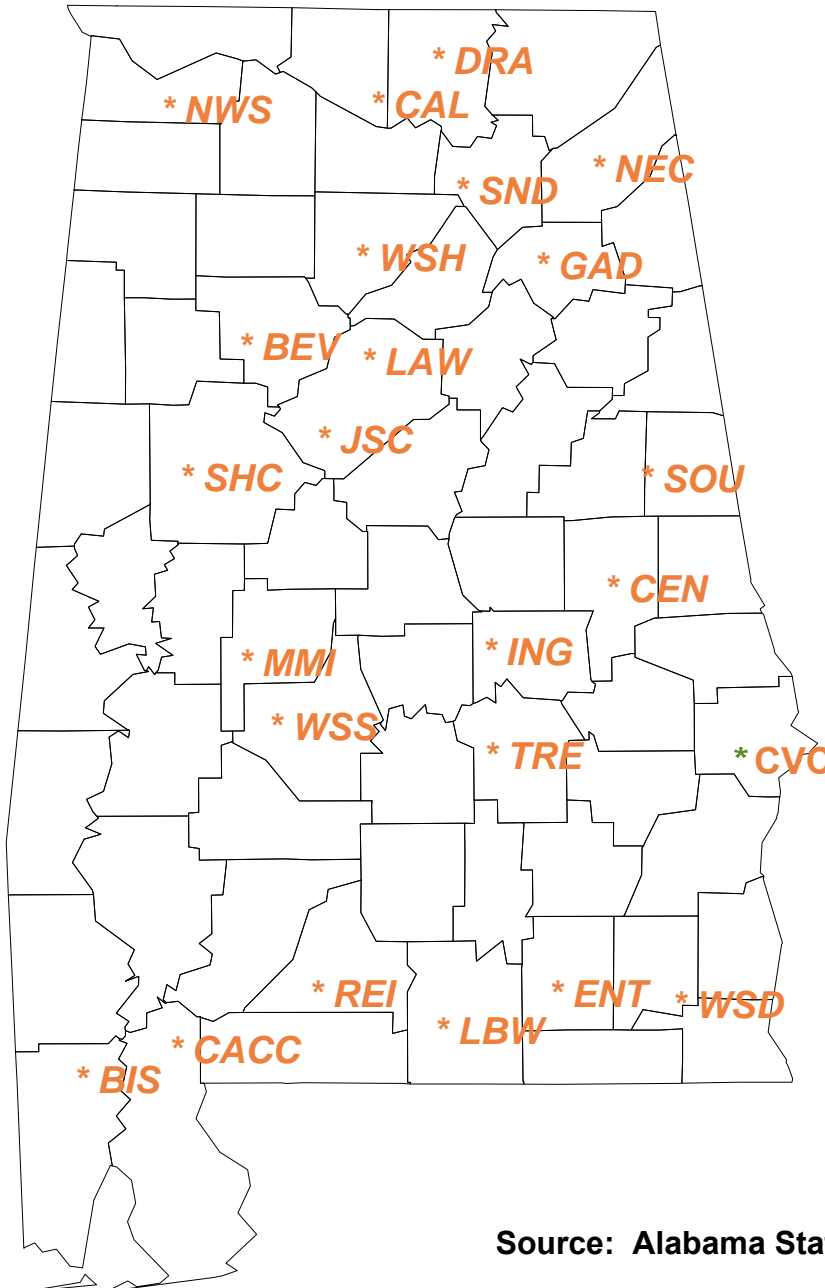 * DRA
* NWS
* CAL
* NEC
* SND
* WSH
* GAD
* BEV
* LAW
* JSC
* SHC
* SOU
* CEN
* ING
* MMI
* WSS
* TRE
* CVC
* REI
* ENT
* WSD
* LBW
* CACC
* BIS
Source: Alabama Sta